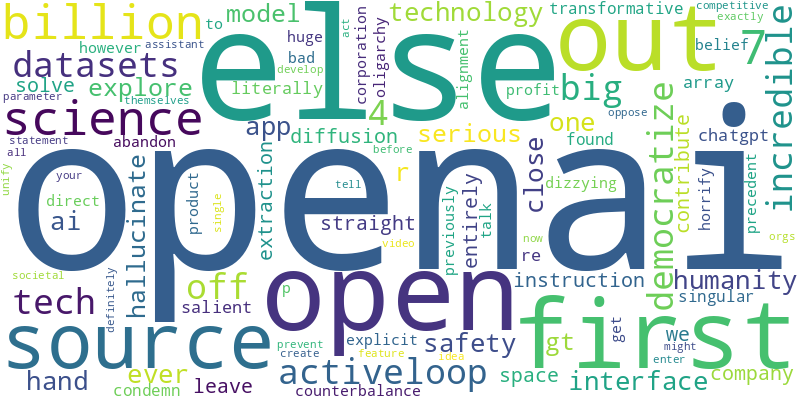 billion
else
out
model
technology
transformative
competitive
exactly
however
to
assistant
huge
act
corporation
oligarchy
alignment
belief
7
incredible
datasets
bad
develop
solve
explore
literally
profit
big
array
parameter
themselves
4
science
app
diffusion
serious
one
oppose
democratize
contribute
chatgpt
statement
abandon
before
found
all
openai
r
close
horrify
precedent
unify
your
hallucinate
extraction
tell
entirely
dizzying
direct
product
single
straight
previously
talk
ai
video
re
now
orgs
societal
definitely
off
open
instruction
humanity
tech
salient
p
first
singular
source
explicit
safety
gt
get
we
might
prevent
create
feature
idea
enter
hand
ever
leave
activeloop
space
interface
company
condemn
counterbalance